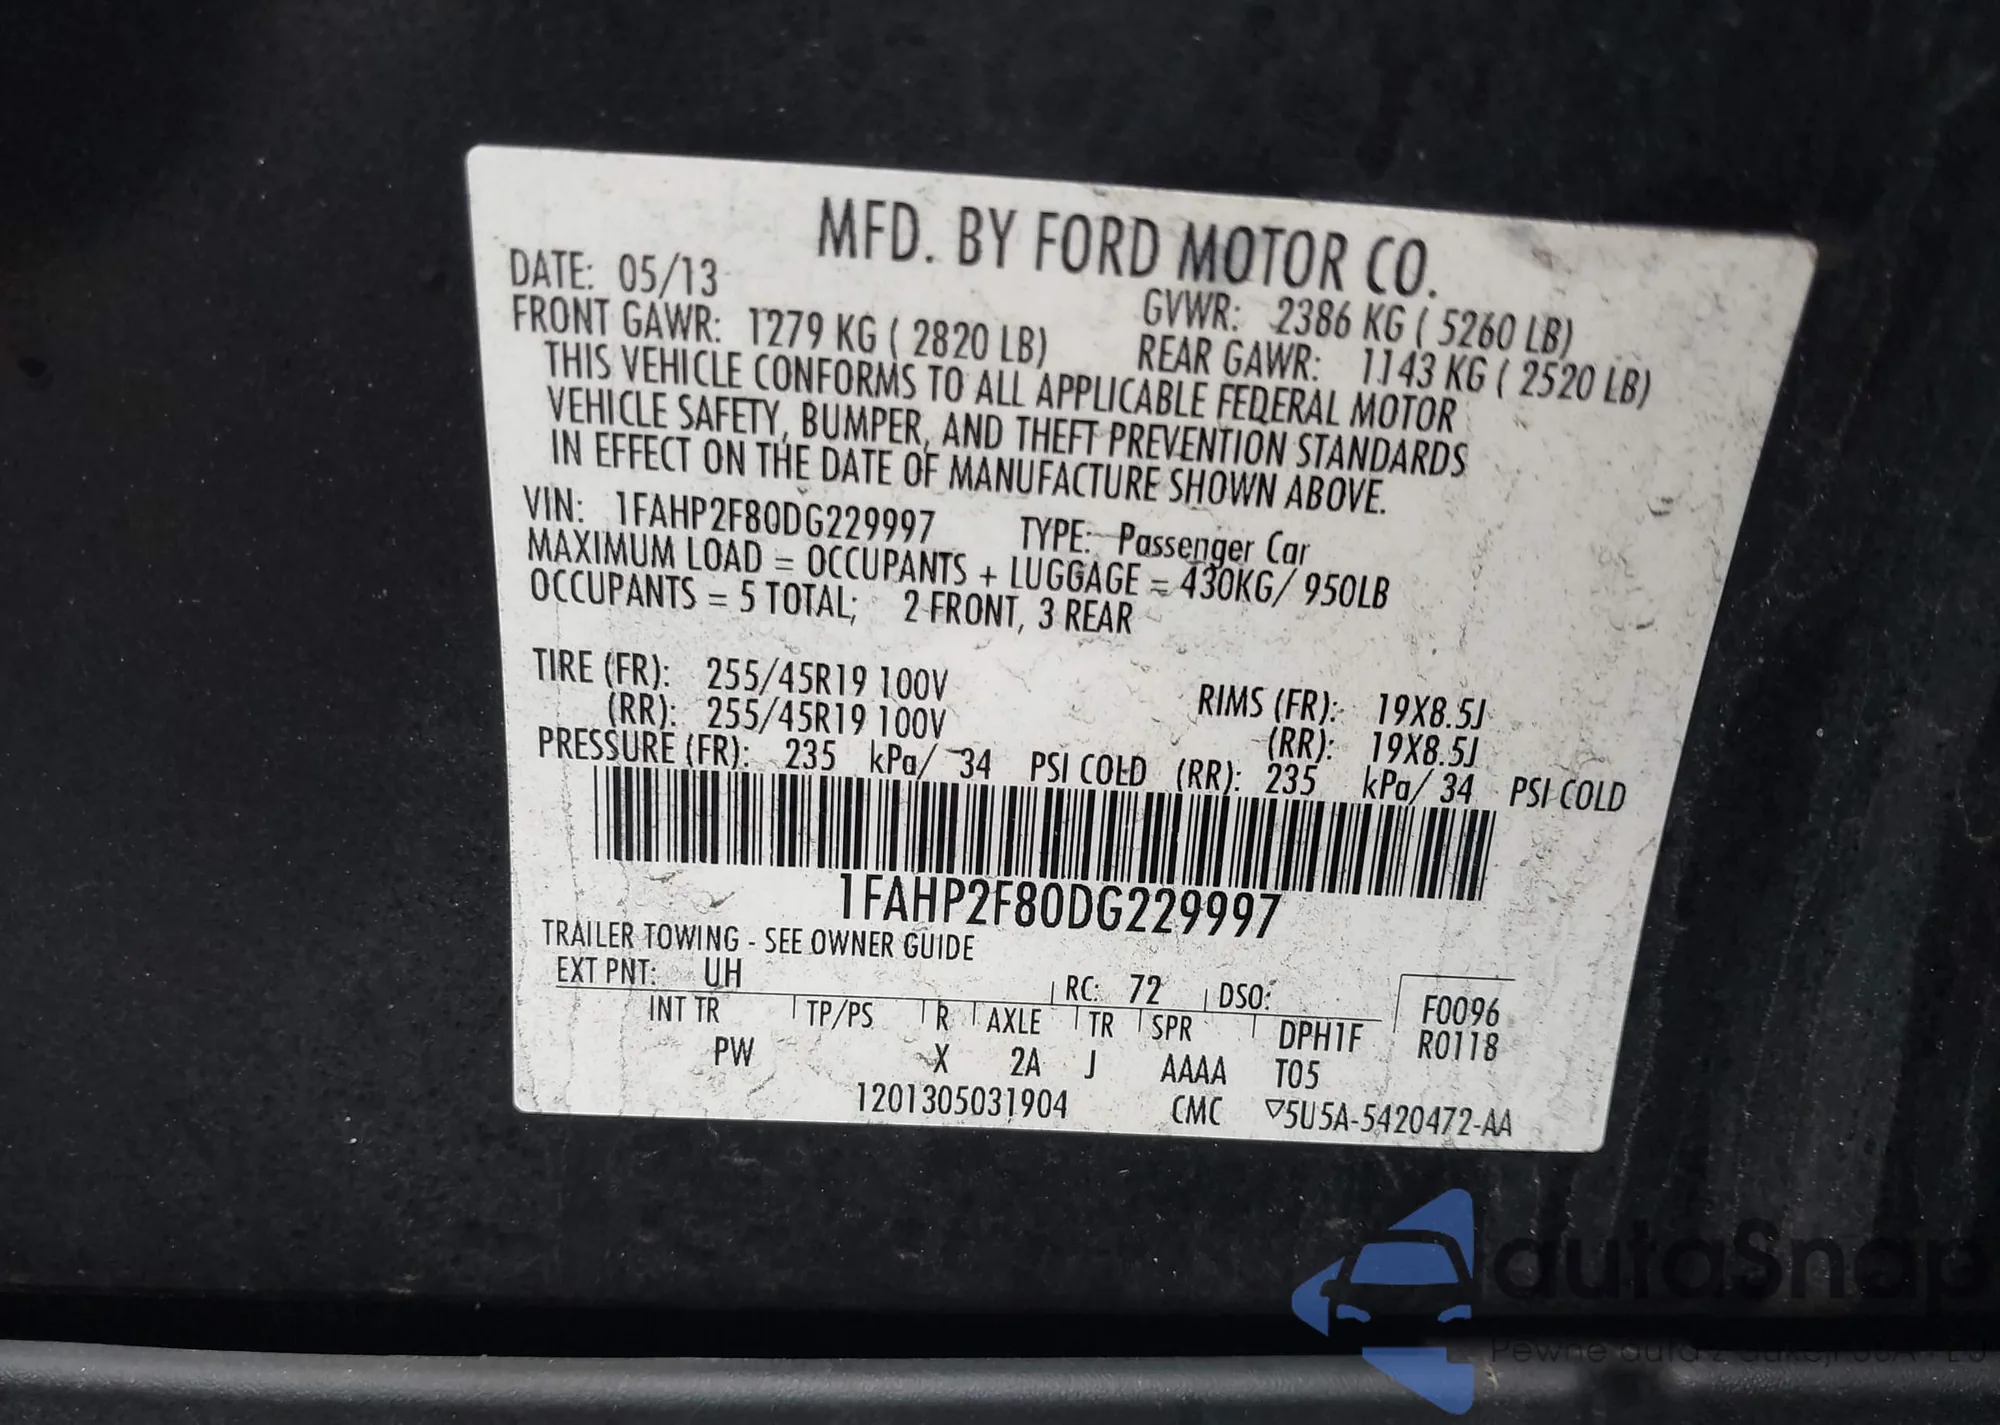 MFD. BY FORD MOTOR CO.
DATE: 05/13 GVWR: 2386 KG ( 5260 LB)
FRONT GAWR: 1279 KG ( 2820 LB) REAR GAWR: 1143 KG ( 2520 LB)
THIS VEHICLE CONFORMS TO ALL APPLICABLE FEDERAL MOTOR
VEHICLE SAFETY, BUMPER, AND THEFT PREVENTION STANDARDS
IN EFFECT ON THE DATE OF MANUFACTURE SHOWN ABOVE.
VIN: 1FAHP2F80DG229997 TYPE: Passenger Car
MAXIMUM LOAD = OCCUPANTS + LUGGAGE = 430KG/ 950LB
OCCUPANTS = 5 TOTAL; 2 FRONT, 3 REAR
TIRE (FR): 255/45R19 100V RIMS (FR): 19X8.5J
(RR): 255/45R19 100V (RR): 19X8.5J
PRESSURE (FR): 235 kPa/ 34 PSI COLD (RR): 235 kPa/ 34 PSI COLD
1FAHP2F80DG229997
TRAILER TOWING - SEE OWNER GUIDE
EXT PNT: UH RC: 72 DSO: F0096
INT TR TP/PS R AXLE TR SPR DPH1F R0118
PW X 2A J AAAA T05
1201305031904 CMC ▽5U5A-5420472-AA
autaSnap
Pewne auta z aukcji USA i EU